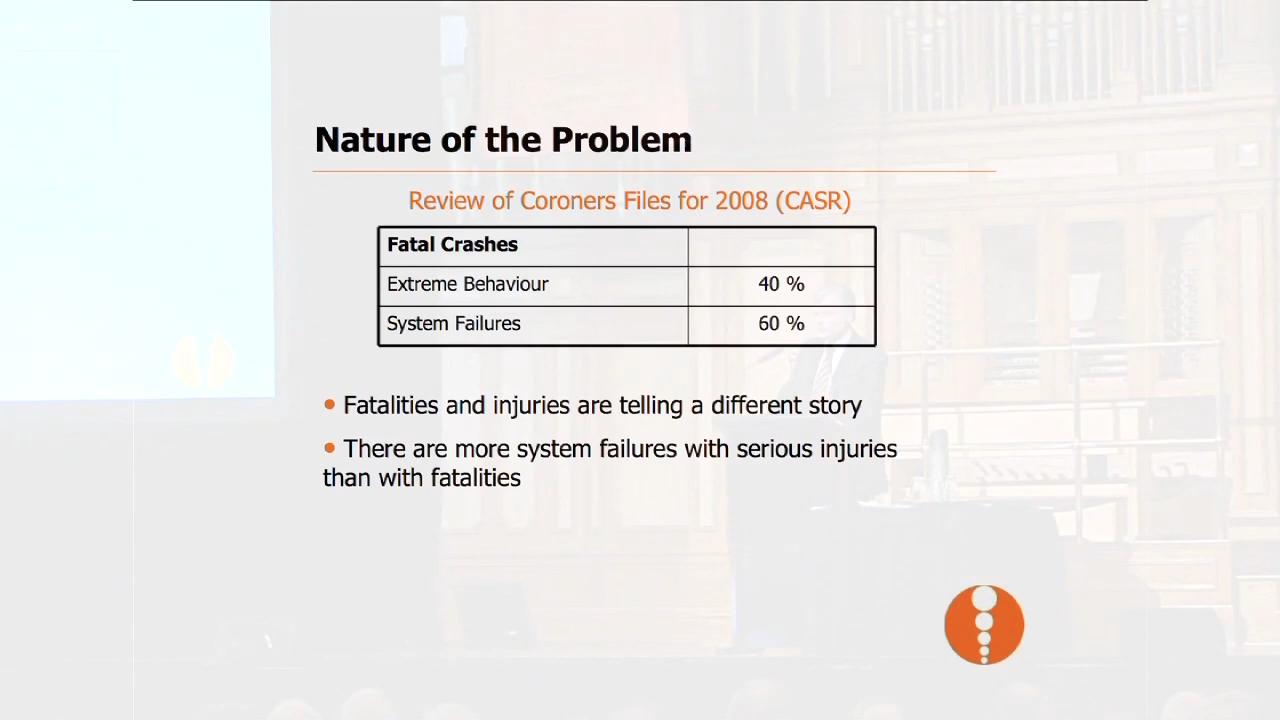 Nature of the Problem
Review of Coroners Files for 2008 (CASR)
Fatal Crashes
Extreme Behaviour 40 %
System Failures 60 %
• Fatalities and injuries are telling a different story
• There are more system failures with serious injuries
than with fatalities